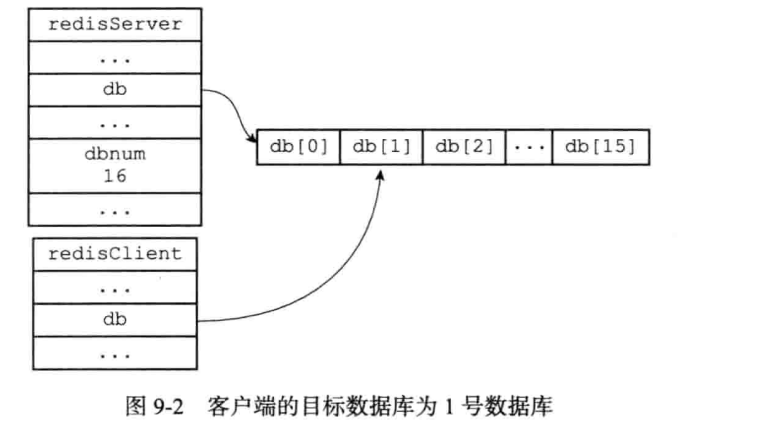 redisServer
...
db
...
dbnum
16
...
db[0] db[1] db[2] ... db[15]
redisClient
...
db
...
图 9-2 客户端的目标数据库为 1 号数据库